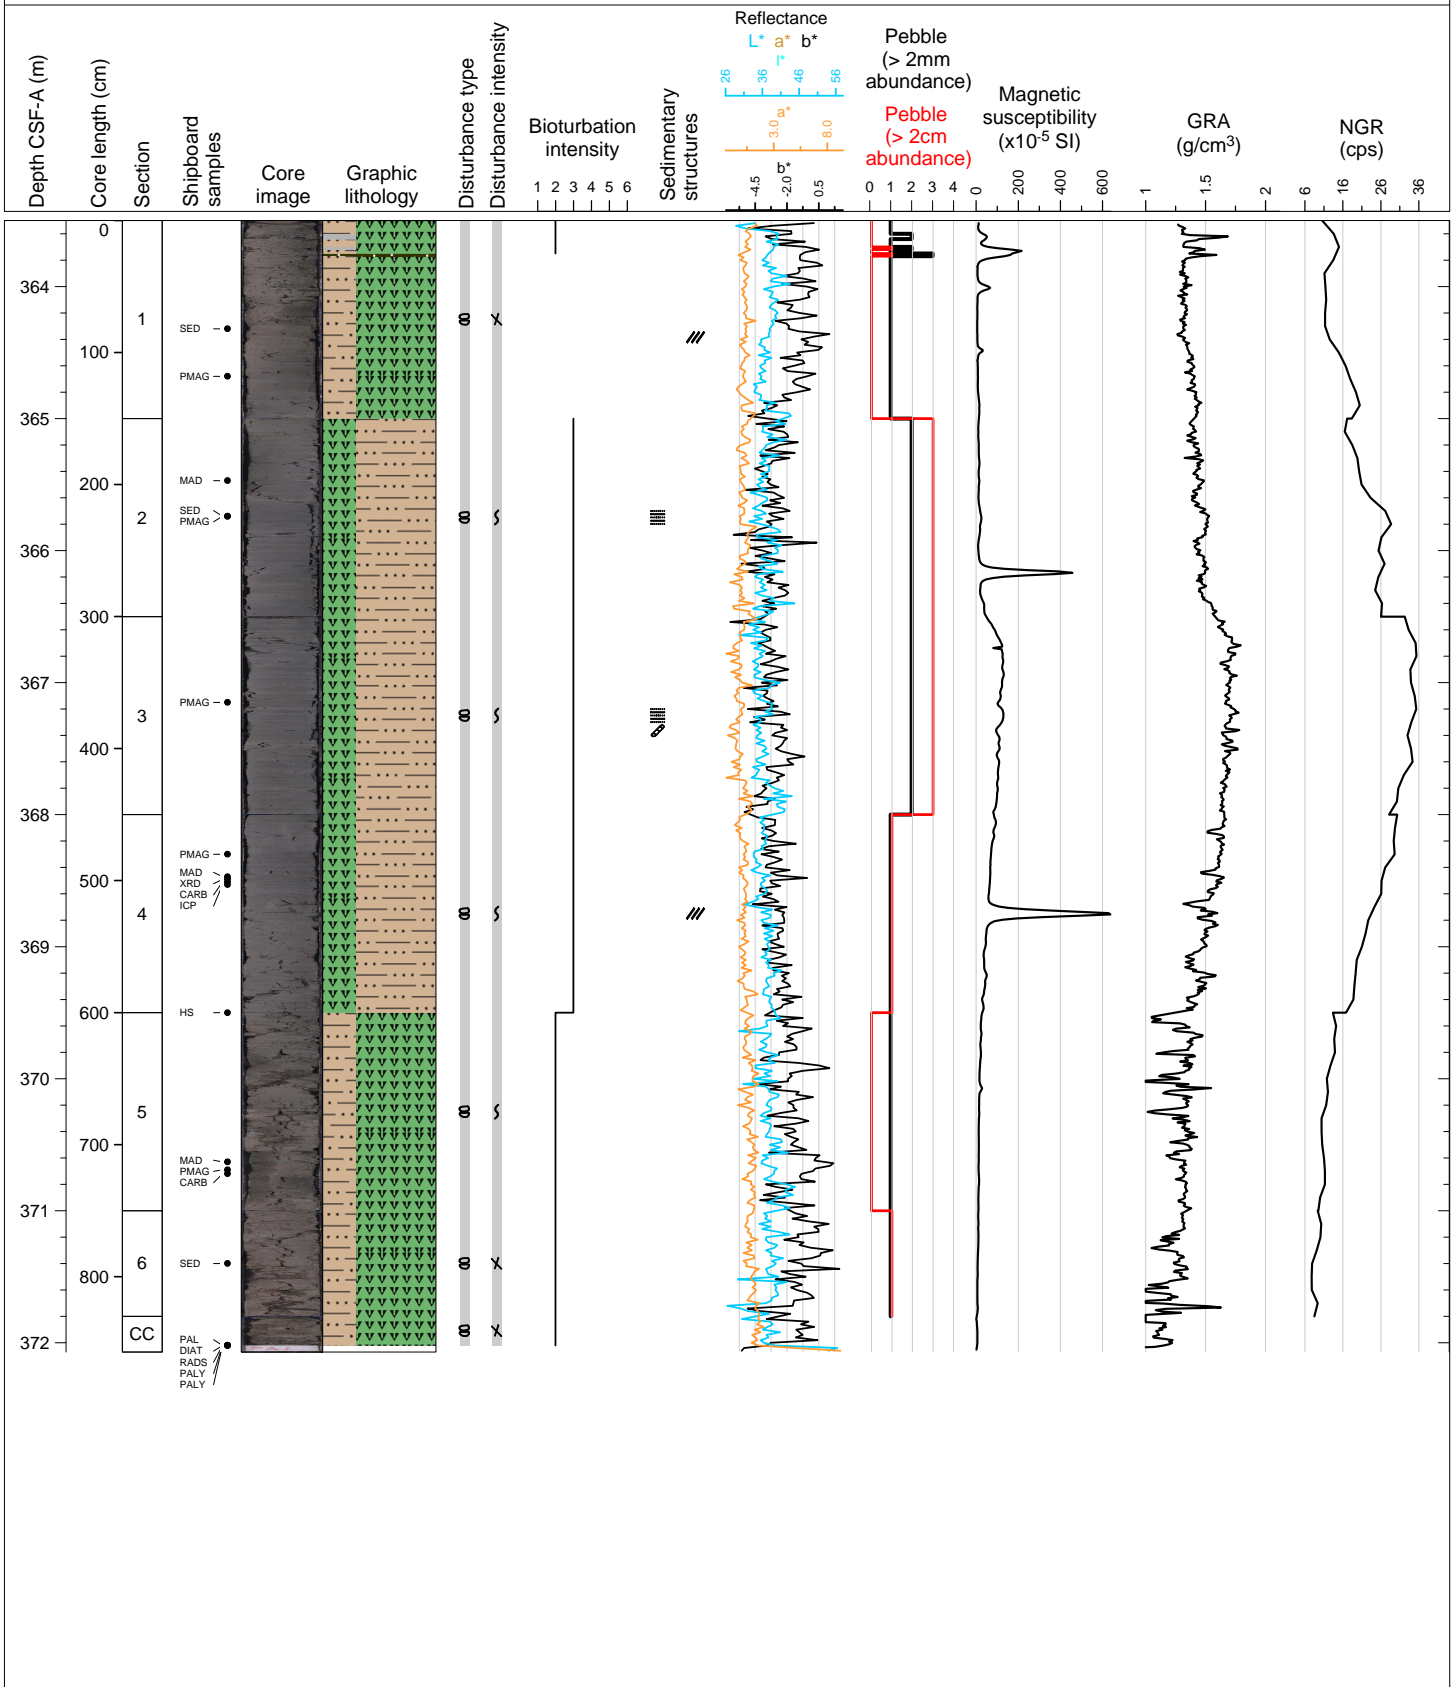 Depth CSF-A (m)
Core length (cm)
Section
Shipboard
samples
Core
image
Graphic
lithology
Disturbance type
Disturbance intensity
Bioturbation
intensity
1 2 3 4 5 6
Sedimentary
structures
Reflectance
L* a* b*
l*
26 36 46 56
a*
3.0 8.0
b*
-4.5 -2.0 0.5
Pebble
(> 2mm
abundance)
Pebble
(> 2cm
abundance)
0 1 2 3 4
Magnetic
susceptibility
(x10-5 SI)
0 200 400 600
GRA
(g/cm3)
1 1.5 2
NGR
(cps)
6 16 26 36
364
365
366
367
368
369
370
371
372
0
100
200
300
400
500
600
700
800
1
2
3
4
5
6
CC
SED
PMAG
MAD
SED
PMAG
PMAG
PMAG
MAD
XRD
CARB
ICP
HS
MAD
PMAG
CARB
SED
PAL
DIAT
RADS
PALY
PALY